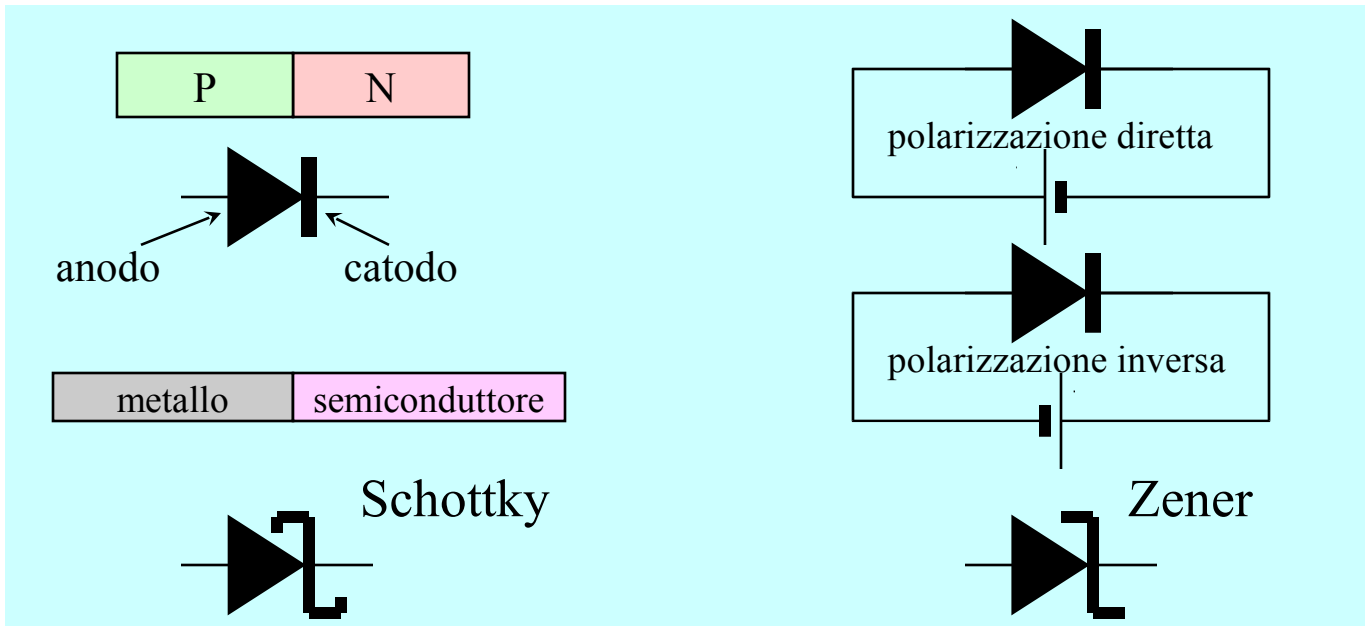 P N
anodo catodo
metallo semiconduttore
Schottky
polarizzazione diretta
polarizzazione inversa
Zener